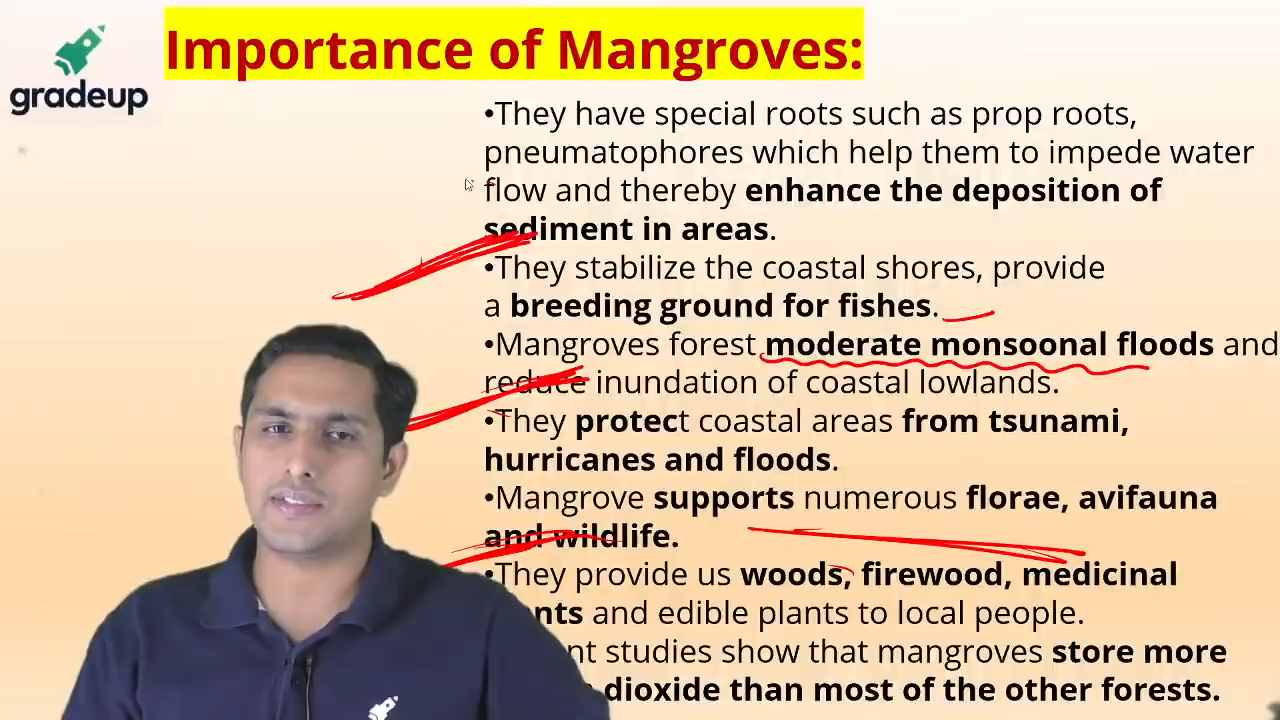 gradeup
Importance of Mangroves:
•They have special roots such as prop roots,
pneumatophores which help them to impede water
flow and thereby enhance the deposition of
sediment in areas.
•They stabilize the coastal shores, provide
a breeding ground for fishes.
•Mangroves forest moderate monsoonal floods and
reduce inundation of coastal lowlands.
•They protect coastal areas from tsunami,
hurricanes and floods.
•Mangrove supports numerous florae, avifauna
and wildlife.
•They provide us woods, firewood, medicinal
nts and edible plants to local people.
nt studies show that mangroves store more
dioxide than most of the other forests.